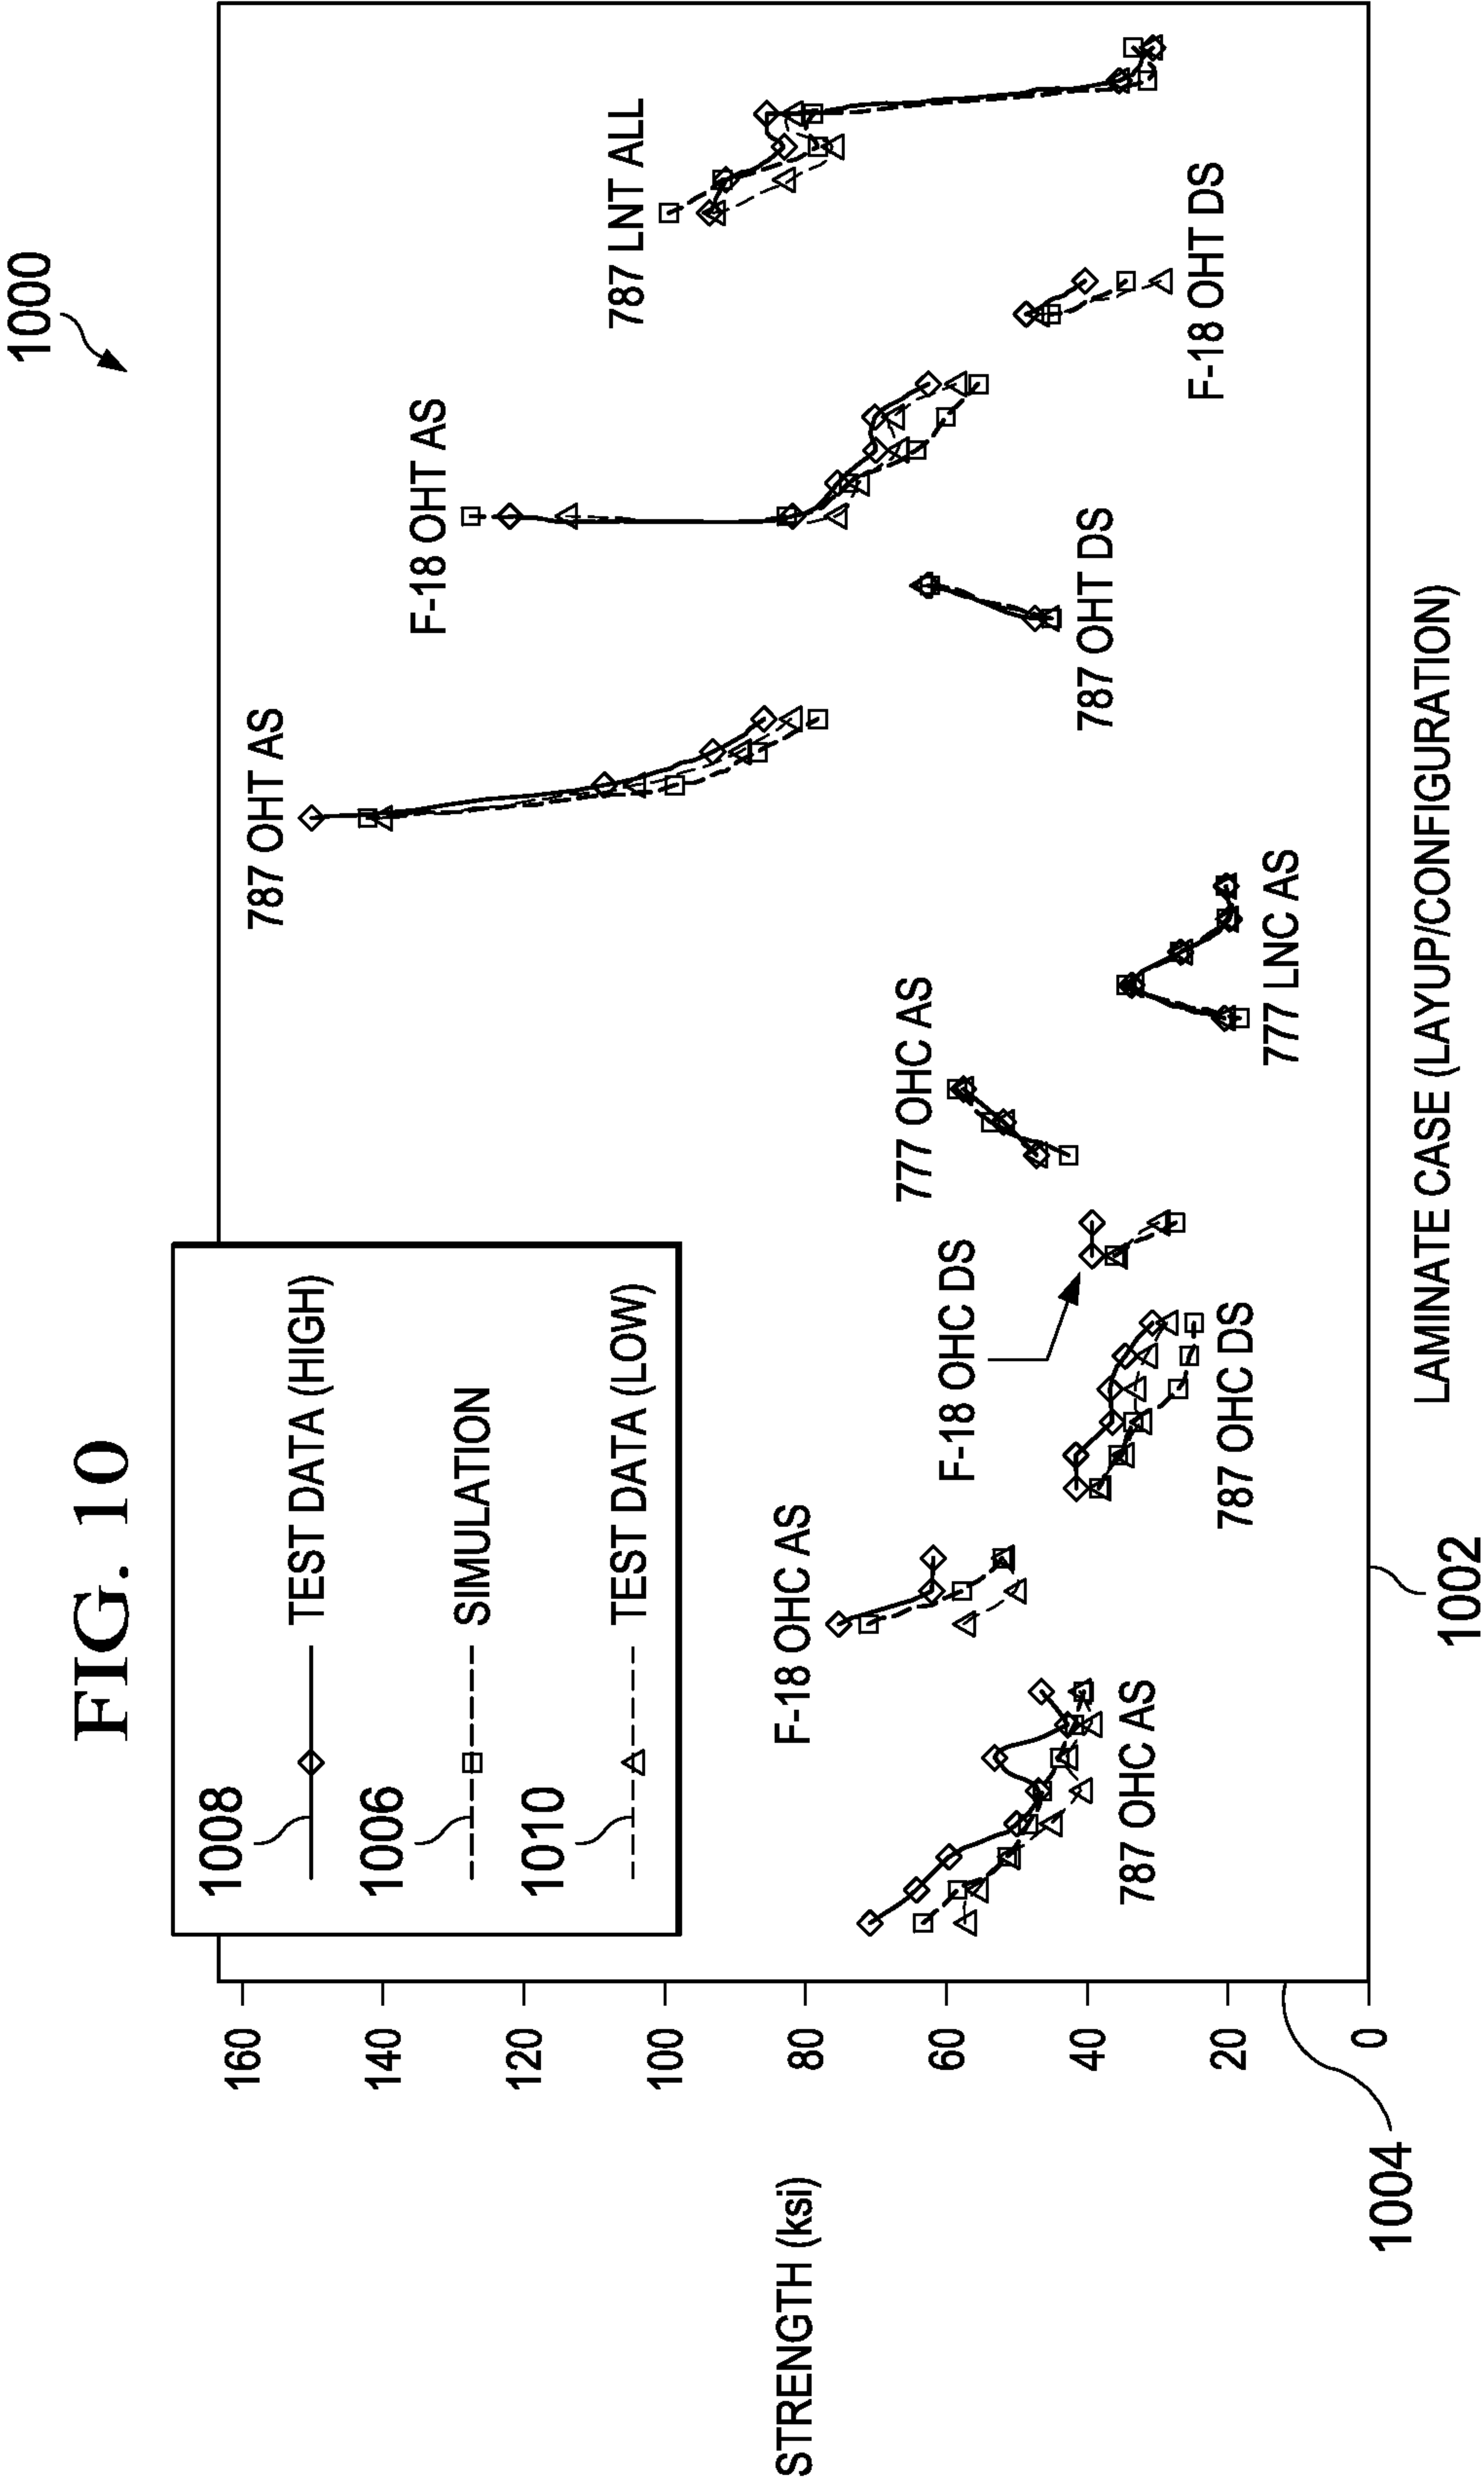 FIG. 10
1000
1008
TEST DATA (HIGH)
1006
SIMULATION
1010
TEST DATA (LOW)
STRENGTH (ksi)
160
140
120
100
80
60
40
20
0
1004
787 OHC AS
F-18 OHC AS
787 OHC DS
F-18 OHC DS
777 OHC AS
777 LNC AS
787 OHT AS
787 OHT DS
F-18 OHT AS
F-18 OHT DS
787 LNT ALL
1002
LAMINATE CASE (LAYUP/CONFIGURATION)